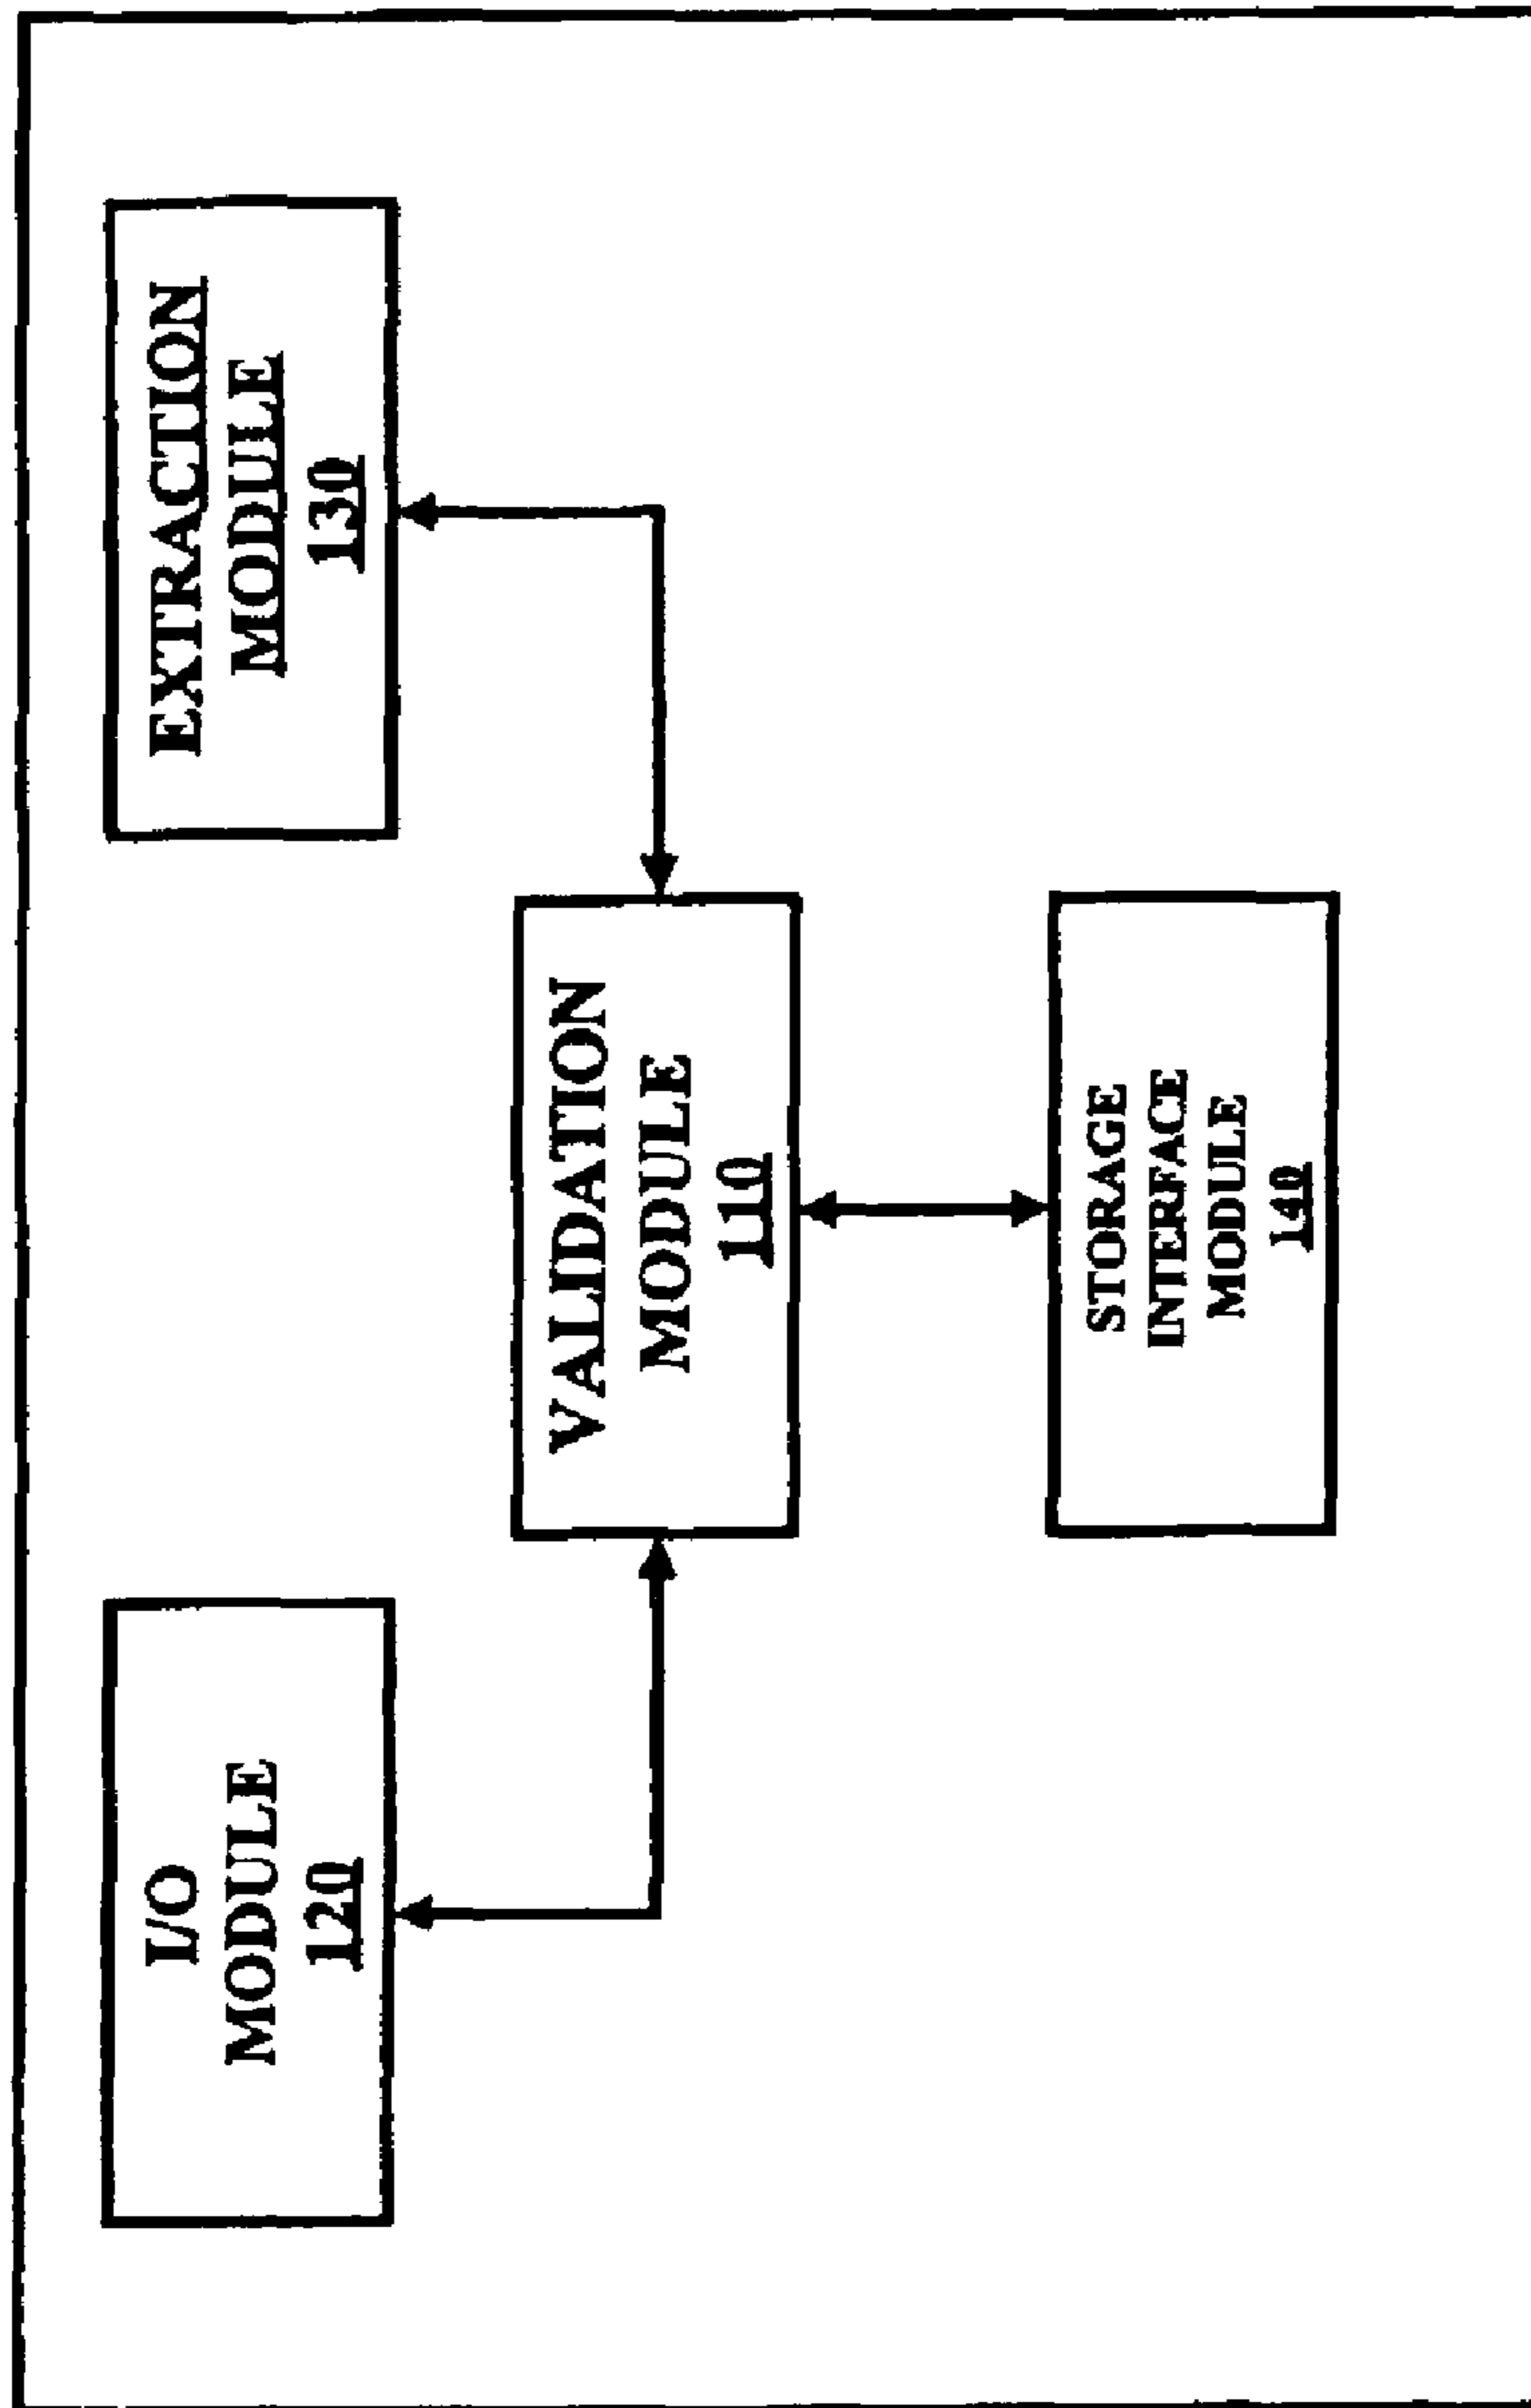 I/O
MODULE
120
EXTRACTION
MODULE
130
VALIDATION
MODULE
110
STORAGE
INTERFACE
MODULE
140